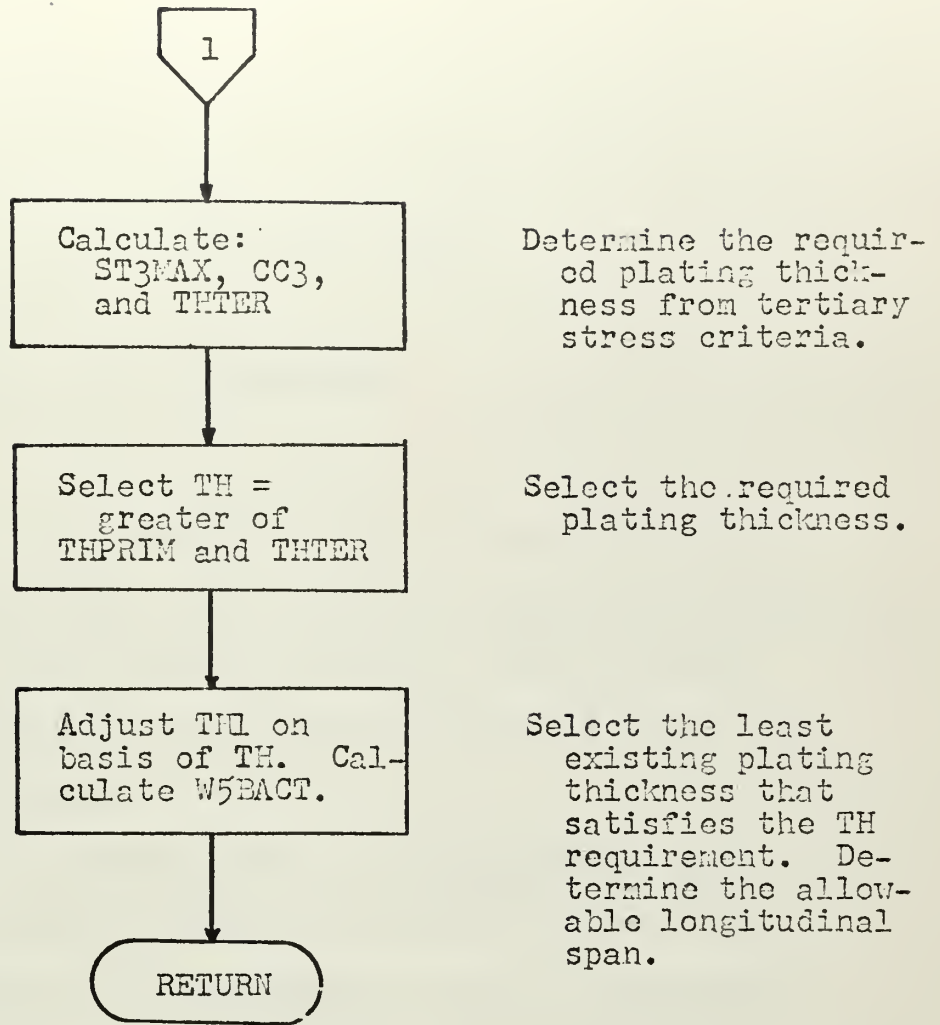 1
Calculate:
ST3MAX, CC3,
and THTER
Determine the requir-
ed plating thick-
ness from tertiary
stress criteria.
Select TH =
greater of
THPRIM and THTER
Select the required
plating thickness.
Adjust TH1 on
basis of TH. Cal-
culate W5BACT.
Select the least
existing plating
thickness that
satisfies the TH
requirement. De-
termine the allow-
able longitudinal
span.
RETURN